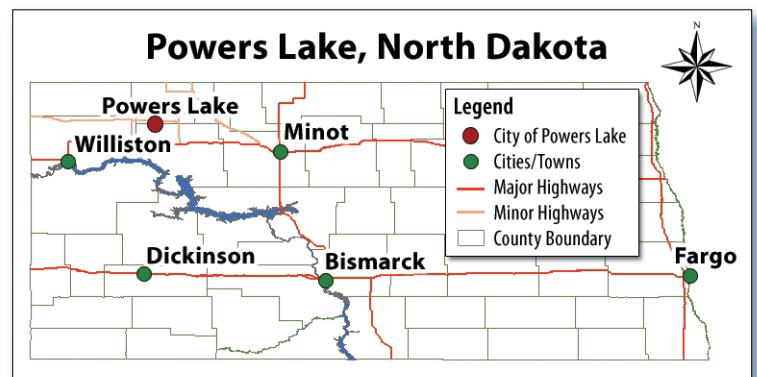 Powers Lake, North Dakota
N
Powers Lake
Williston
Minot
Legend
City of Powers Lake
Cities/Towns
Major Highways
Minor Highways
County Boundary
Dickinson
Bismarck
Fargo